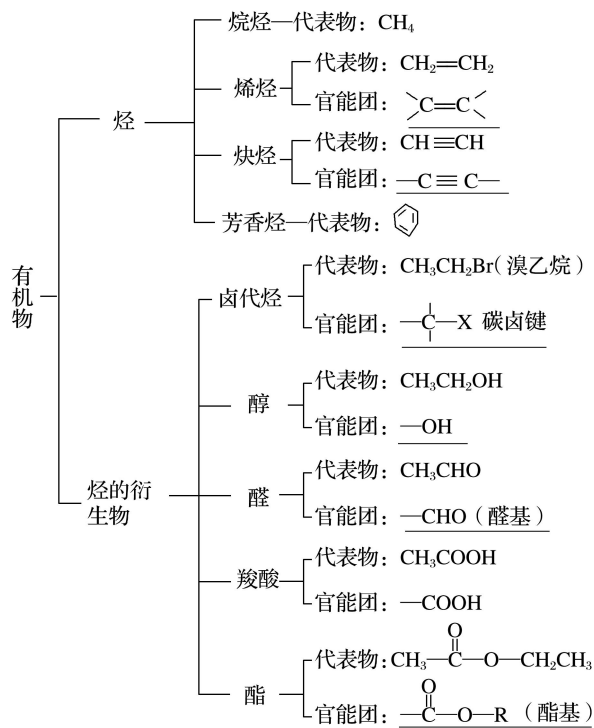 有机物
烃
烷烃—代表物：CH₄
烯烃
代表物：CH₂=CH₂
官能团：C=C
炔烃
代表物：CH≡CH
官能团：—C≡C—
芳香烃—代表物：
烃的衍生物
卤代烃
代表物：CH₃CH₂Br（溴乙烷）
官能团：—C—X 碳卤键
醇
代表物：CH₃CH₂OH
官能团：—OH
醛
代表物：CH₃CHO
官能团：—CHO（醛基）
羧酸
代表物：CH₃COOH
官能团：—COOH
酯
O
代表物：CH₃—C—O—CH₂CH₃
O
官能团：—C—O—R （酯基）